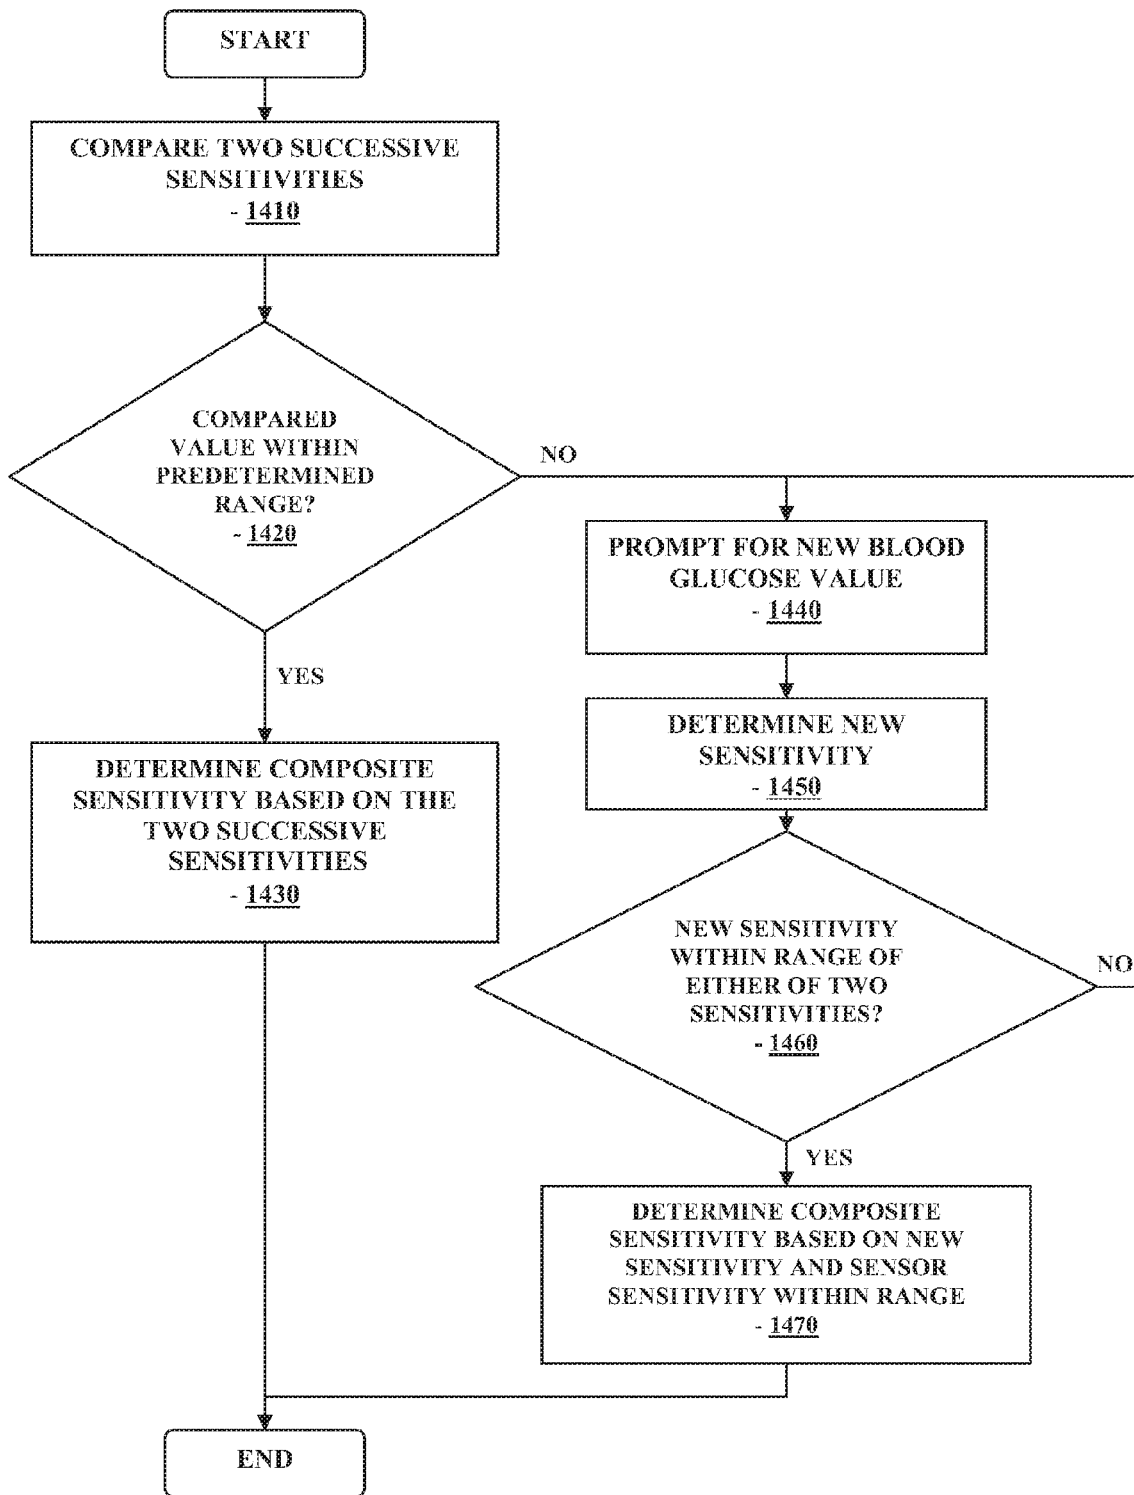 START
COMPARE TWO SUCCESSIVE
SENSITIVITIES
- 1410
COMPARED
VALUE WITHIN
PREDETERMINED
RANGE?
- 1420
NO
YES
DETERMINE COMPOSITE
SENSITIVITY BASED ON THE
TWO SUCCESSIVE
SENSITIVITIES
- 1430
PROMPT FOR NEW BLOOD
GLUCOSE VALUE
- 1440
DETERMINE NEW
SENSITIVITY
- 1450
NEW SENSITIVITY
WITHIN RANGE OF
EITHER OF TWO
SENSITIVITIES?
- 1460
NO
YES
DETERMINE COMPOSITE
SENSITIVITY BASED ON NEW
SENSITIVITY AND SENSOR
SENSITIVITY WITHIN RANGE
- 1470
END